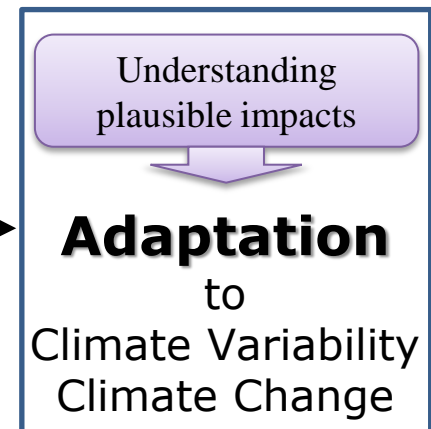 Understanding
plausible impacts
Adaptation
to
Climate Variability
Climate Change